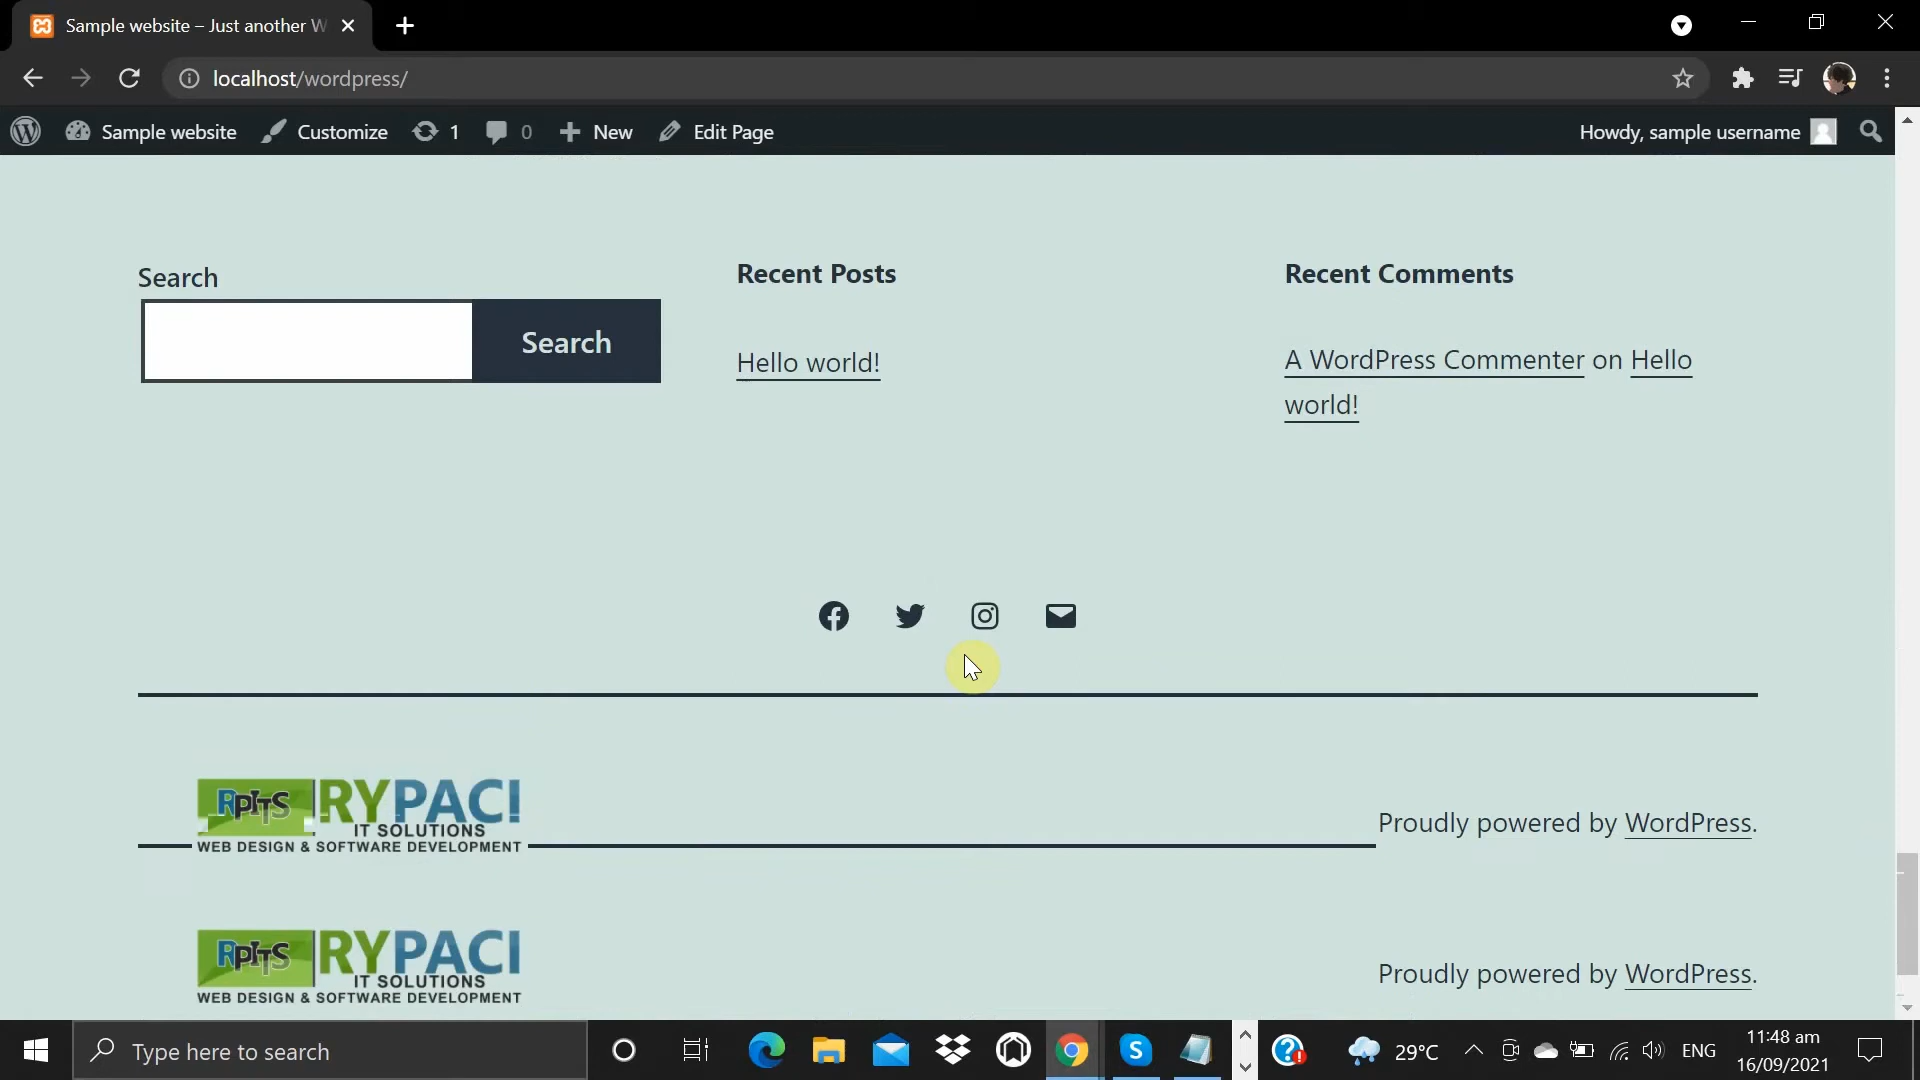 Sample website – Just another W
localhost/wordpress/
Sample website
Customize
1
0
New
Edit Page
Howdy, sample username
Search
Recent Posts
Recent Comments
Search
Hello world!
A WordPress Commenter on Hello
world!
RPITS
RYPACI
IT SOLUTIONS
WEB DESIGN & SOFTWARE DEVELOPMENT
Proudly powered by WordPress.
RPITS
RYPACI
IT SOLUTIONS
WEB DESIGN & SOFTWARE DEVELOPMENT
Proudly powered by WordPress.
Type here to search
29°C
ENG
11:48 am
16/09/2021